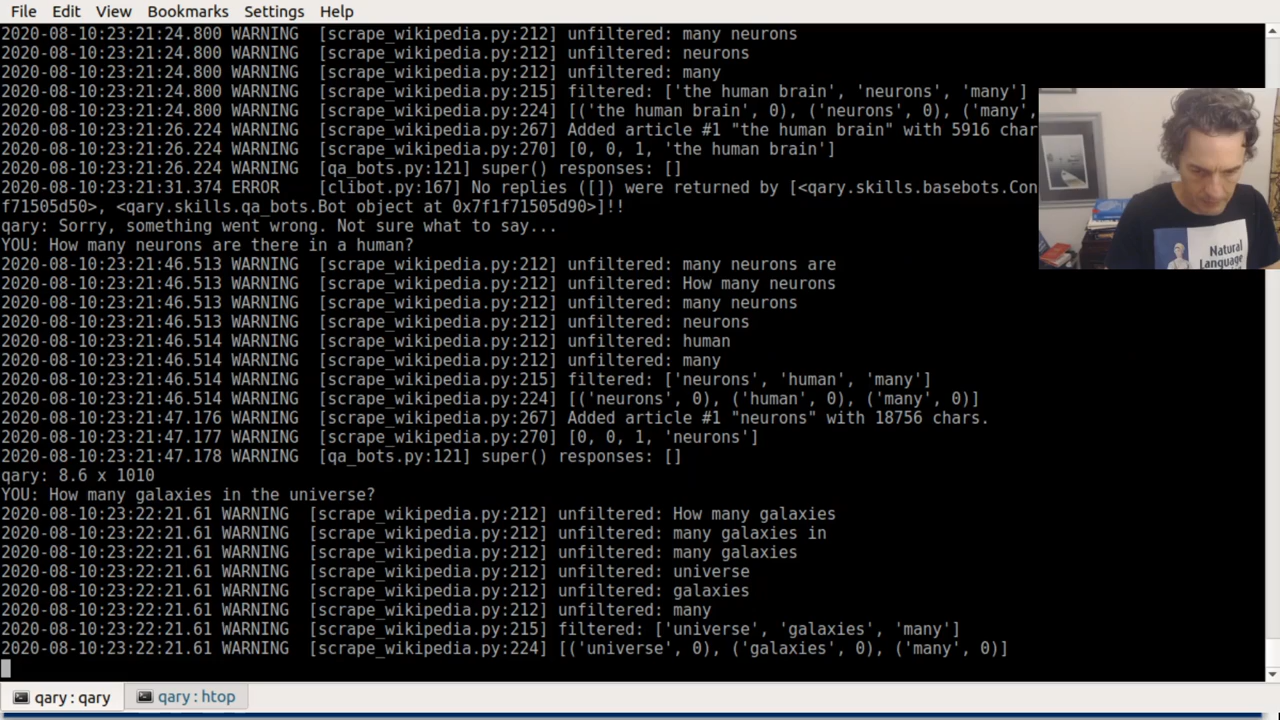 File Edit View Bookmarks Settings Help
2020-08-10:23:21:24.800 WARNING [scrape_wikipedia.py:212] unfiltered: many neurons
2020-08-10:23:21:24.800 WARNING [scrape_wikipedia.py:212] unfiltered: neurons
2020-08-10:23:21:24.800 WARNING [scrape_wikipedia.py:212] unfiltered: many
2020-08-10:23:21:24.800 WARNING [scrape_wikipedia.py:215] filtered: ['the human brain', 'neurons', 'many']
2020-08-10:23:21:24.800 WARNING [scrape_wikipedia.py:224] [('the human brain', 0), ('neurons', 0), ('many',
2020-08-10:23:21:26.224 WARNING [scrape_wikipedia.py:267] Added article #1 "the human brain" with 5916 char
2020-08-10:23:21:26.224 WARNING [scrape_wikipedia.py:270] [0, 0, 1, 'the human brain']
2020-08-10:23:21:26.224 WARNING [qa_bots.py:121] super() responses: []
2020-08-10:23:21:31.374 ERROR [clibot.py:167] No replies ([]) were returned by [<qary.skills.basebots.Con
f71505d50>, <qary.skills.qa_bots.Bot object at 0x7f1f71505d90>]!!
qary: Sorry, something went wrong. Not sure what to say...
YOU: How many neurons are there in a human?
2020-08-10:23:21:46.513 WARNING [scrape_wikipedia.py:212] unfiltered: many neurons are
2020-08-10:23:21:46.513 WARNING [scrape_wikipedia.py:212] unfiltered: How many neurons
2020-08-10:23:21:46.513 WARNING [scrape_wikipedia.py:212] unfiltered: many neurons
2020-08-10:23:21:46.513 WARNING [scrape_wikipedia.py:212] unfiltered: neurons
2020-08-10:23:21:46.514 WARNING [scrape_wikipedia.py:212] unfiltered: human
2020-08-10:23:21:46.514 WARNING [scrape_wikipedia.py:212] unfiltered: many
2020-08-10:23:21:46.514 WARNING [scrape_wikipedia.py:215] filtered: ['neurons', 'human', 'many']
2020-08-10:23:21:46.514 WARNING [scrape_wikipedia.py:224] [('neurons', 0), ('human', 0), ('many', 0)]
2020-08-10:23:21:47.176 WARNING [scrape_wikipedia.py:267] Added article #1 "neurons" with 18756 chars.
2020-08-10:23:21:47.177 WARNING [scrape_wikipedia.py:270] [0, 0, 1, 'neurons']
2020-08-10:23:21:47.178 WARNING [qa_bots.py:121] super() responses: []
qary: 8.6 x 1010
YOU: How many galaxies in the universe?
2020-08-10:23:22:21.61 WARNING [scrape_wikipedia.py:212] unfiltered: How many galaxies
2020-08-10:23:22:21.61 WARNING [scrape_wikipedia.py:212] unfiltered: many galaxies in
2020-08-10:23:22:21.61 WARNING [scrape_wikipedia.py:212] unfiltered: many galaxies
2020-08-10:23:22:21.61 WARNING [scrape_wikipedia.py:212] unfiltered: universe
2020-08-10:23:22:21.61 WARNING [scrape_wikipedia.py:212] unfiltered: galaxies
2020-08-10:23:22:21.61 WARNING [scrape_wikipedia.py:212] unfiltered: many
2020-08-10:23:22:21.61 WARNING [scrape_wikipedia.py:215] filtered: ['universe', 'galaxies', 'many']
2020-08-10:23:22:21.61 WARNING [scrape_wikipedia.py:224] [('universe', 0), ('galaxies', 0), ('many', 0)]
Natural
Language
qary : qary qary : htop